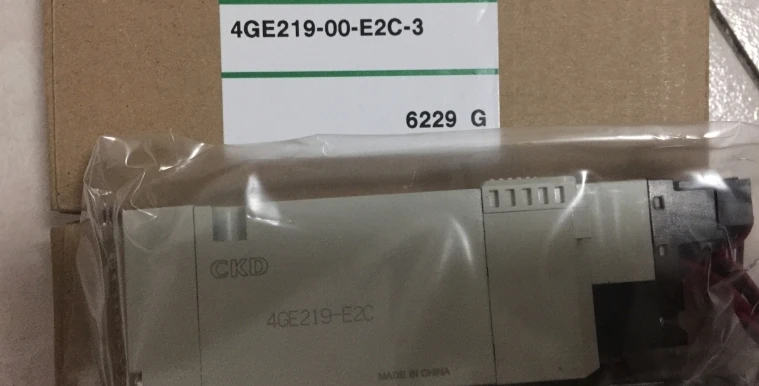 4GE219-00-E2C-3
6229 G
CKD
4GE219-E2C
MADE IN CHINA